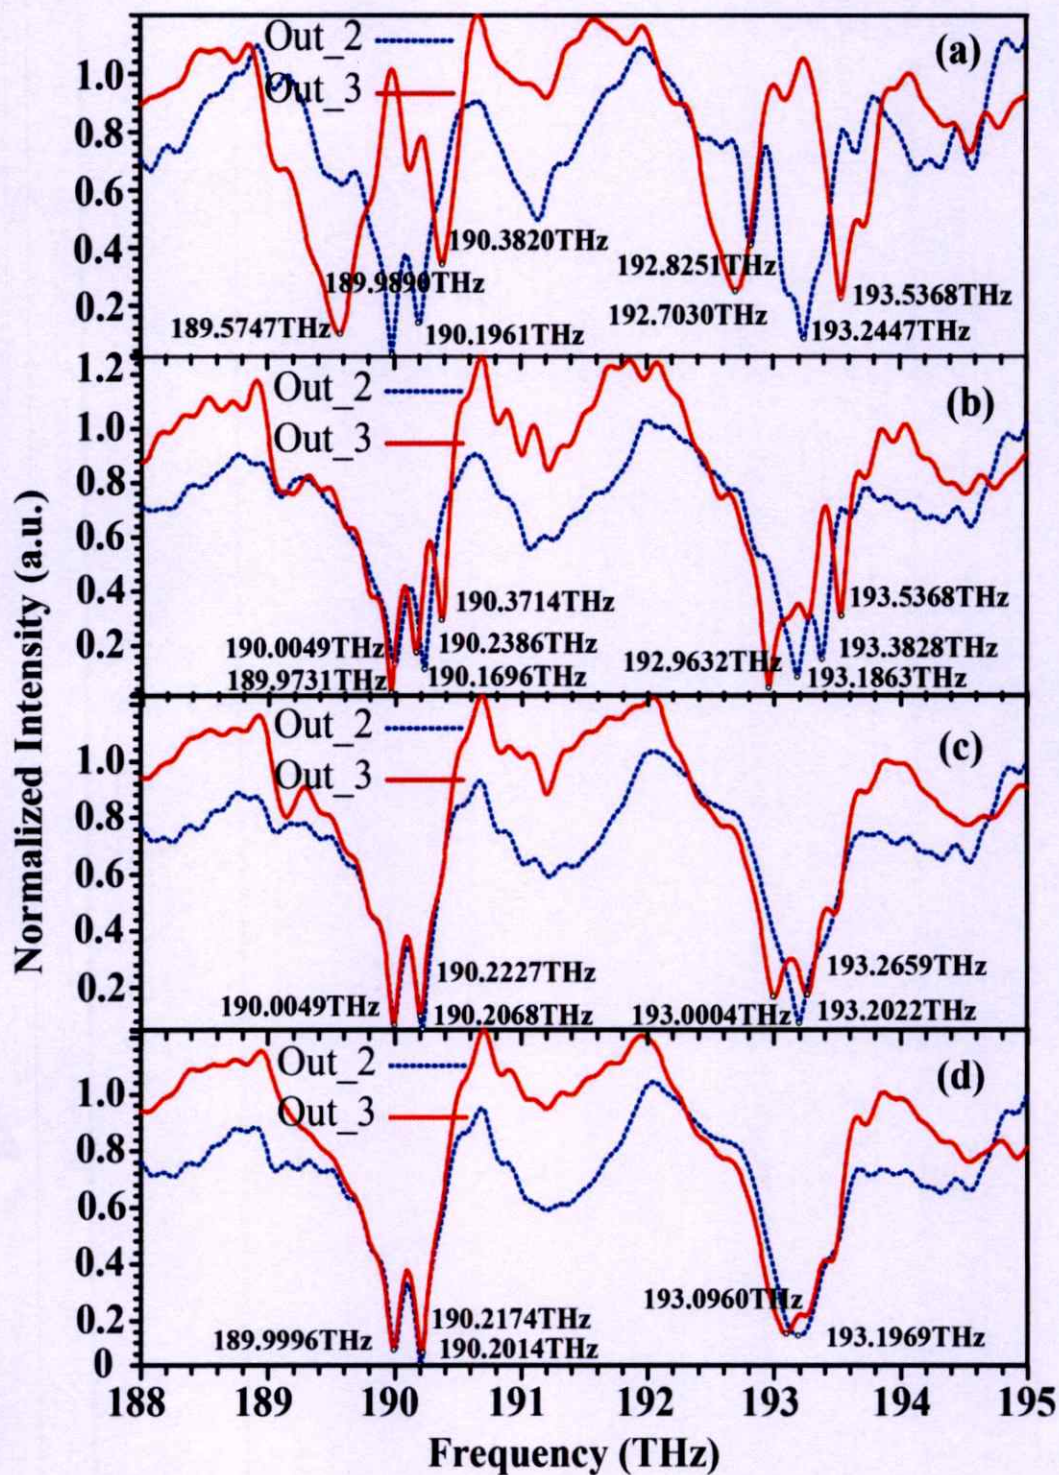 Out_2
(a)
1.0
Out_3
0.8
0.6
0.4
190.3820THz
192.8251THz
189.9890THz
0.2
193.5368THz
192.7030THz
189.5747THz
190.1961THz
193.2447THz
1.2
Out_2
(b)
1.0
Out_3
0.8
0.6
0.4
190.3714THz
193.5368THz
0.2
190.0049THz
190.2386THz
193.3828THz
192.9632THz
189.9731THz
190.1696THz
193.1863THz
Out_2
(c)
1.0
Out_3
0.8
0.6
0.4
190.2227THz
193.2659THz
0.2
190.0049THz
190.2068THz
193.0004THz
193.2022THz
Out_2
(d)
1.0
Out_3
0.8
0.6
0.4
193.0960THz
0.2
190.2174THz
189.9996THz
190.2014THz
193.1969THz
0
188 189 190 191 192 193 194 195
Frequency (THz)
Normalized Intensity (a.u.)